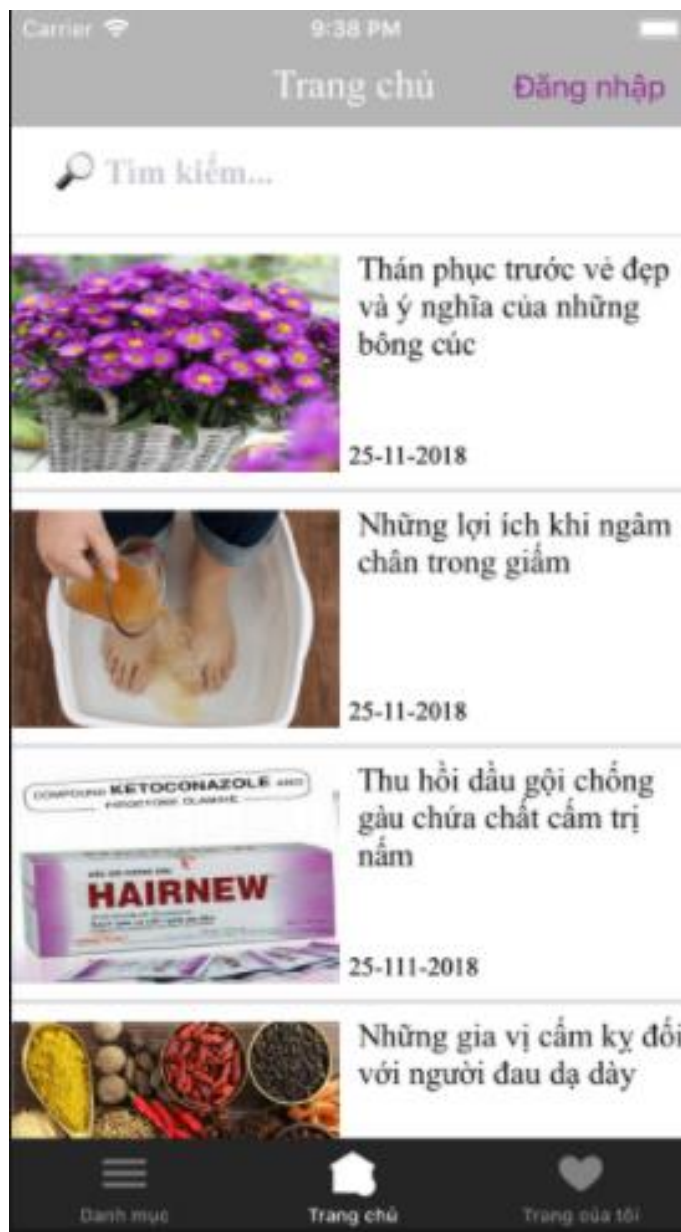 Carrier
9:38 PM
Trang chủ
Đăng nhập
Tìm kiếm...
Thán phục trước vẻ đẹp
và ý nghĩa của những
bông cúc
25-11-2018
Những lợi ích khi ngâm
chân trong giấm
25-11-2018
COMPOUND KETOCONAZOLE AND
Thu hồi dầu gội chống
gàu chứa chất cấm trị
nấm
HAIRNEW
25-111-2018
Những gia vị cấm kỵ đối
với người đau dạ dày
Danh mục
Trang chủ
Trang của tôi